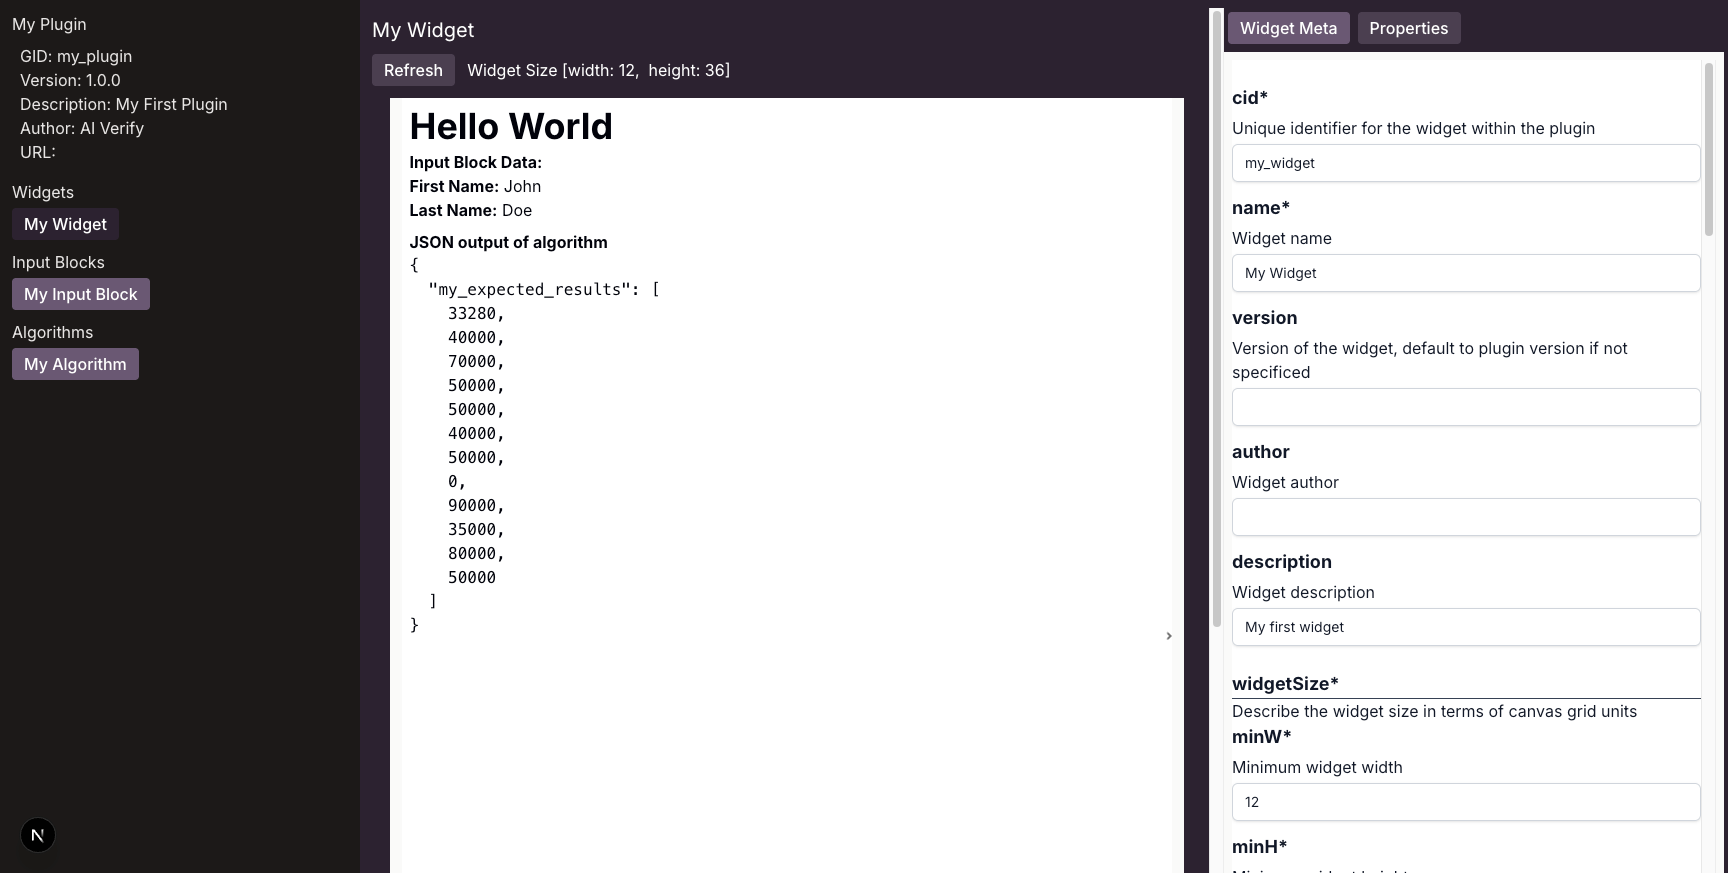 My Plugin
GID: my_plugin
Version: 1.0.0
Description: My First Plugin
Author: AI Verify
URL:
Widgets
My Widget
Input Blocks
My Input Block
Algorithms
My Algorithm
N
My Widget
Refresh
Widget Size [width: 12,  height: 36]
Hello World
Input Block Data:
First Name: John
Last Name: Doe
JSON output of algorithm
{
  "my_expected_results": [
    33280,
    40000,
    70000,
    50000,
    50000,
    40000,
    50000,
    0,
    90000,
    35000,
    80000,
    50000
  ]
}
Widget Meta
Properties
cid*
Unique identifier for the widget within the plugin
my_widget
name*
Widget name
My Widget
version
Version of the widget, default to plugin version if not
specificed
author
Widget author
description
Widget description
My first widget
widgetSize*
Describe the widget size in terms of canvas grid units
minW*
Minimum widget width
12
minH*